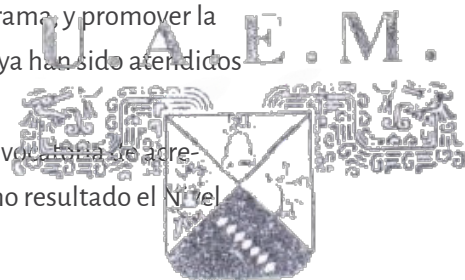 rama, y promover la
U. A. E. M.
ya han sido atendidos
vocatoria de acre-
no resultado el Nivel